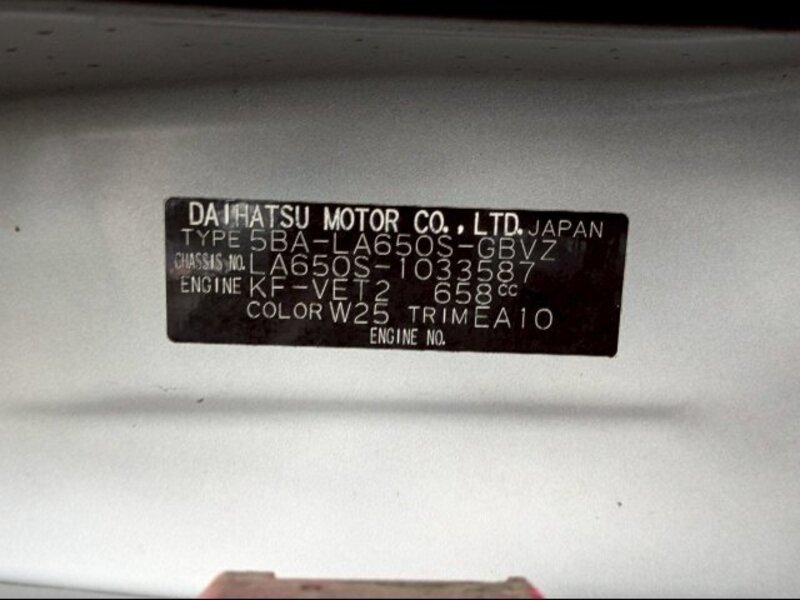 DAIHATSU MOTOR CO., LTD. JAPAN
TYPE 5BA-LA650S-GBVZ
CHASSIS NO. LA650S-1033587
ENGINE KF-VET2 658cc
COLOR W25 TRIM EA10
ENGINE NO.